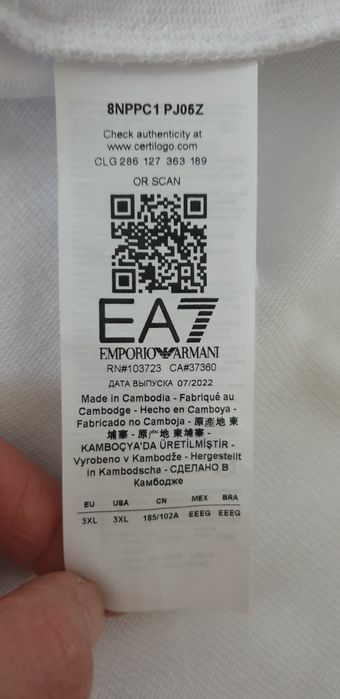 8NPPC1 PJ05Z
Check authenticity at
www.certilogo.com
CLG 286 127 363 189
OR SCAN
EA7
EMPORIO ARMANI
RN#103723 CA#37360
ДАТА ВЫПУСКА 07/2022
Made in Cambodia - Fabriqué au
Cambodge - Hecho en Camboya -
Fabricado no Camboja - 原產地 柬
埔寨 - 原产地 柬埔寨 -
KAMBOÇYA'DA ÜRETİLMİŞTİR -
Vyrobeno v Kambodže - Hergestellt
in Kambodscha - СДЕЛАНО В
Камбодже
EU USA CN MEX BRA
3XL 3XL 185/102A EEEG EEEG